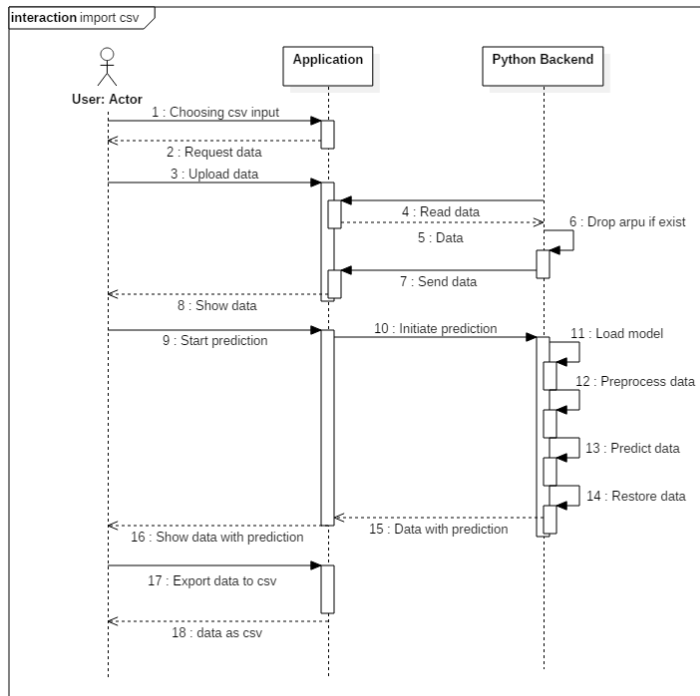 interaction import csv
Application
Python Backend
User: Actor
1 : Choosing csv input
2 : Request data
3 : Upload data
4 : Read data
5 : Data
6 : Drop arpu if exist
7 : Send data
8 : Show data
9 : Start prediction
10 : Initiate prediction
11 : Load model
12 : Preprocess data
13 : Predict data
14 : Restore data
15 : Data with prediction
16 : Show data with prediction
17 : Export data to csv
18 : data as csv